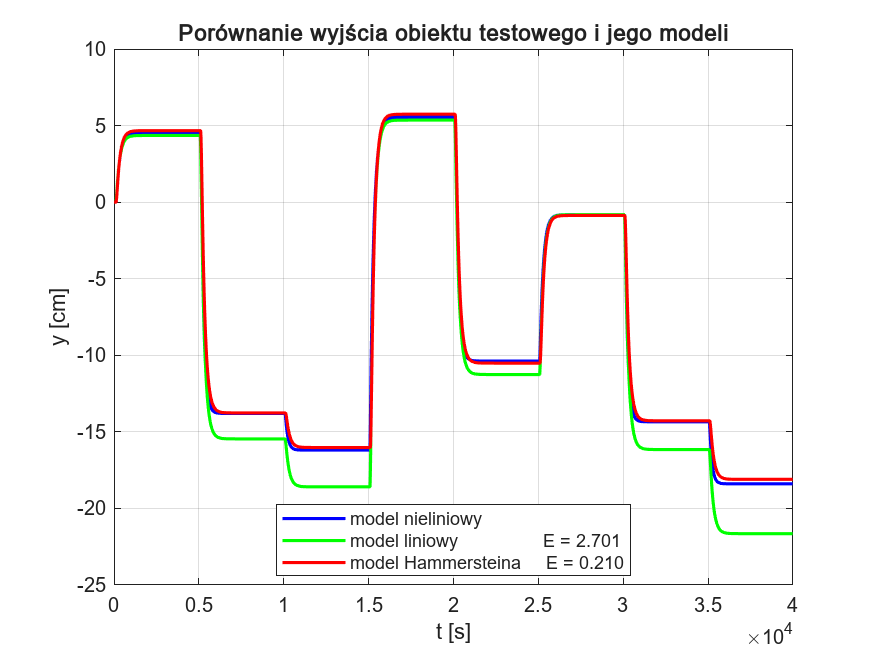 Porównanie wyjścia obiektu testowego i jego modeli
10
5
0
-5
-10
-15
-20
-25
y [cm]
model nieliniowy
model liniowy E = 2.701
model Hammersteina E = 0.210
0 0.5 1 1.5 2 2.5 3 3.5 4
t [s]
×10⁴